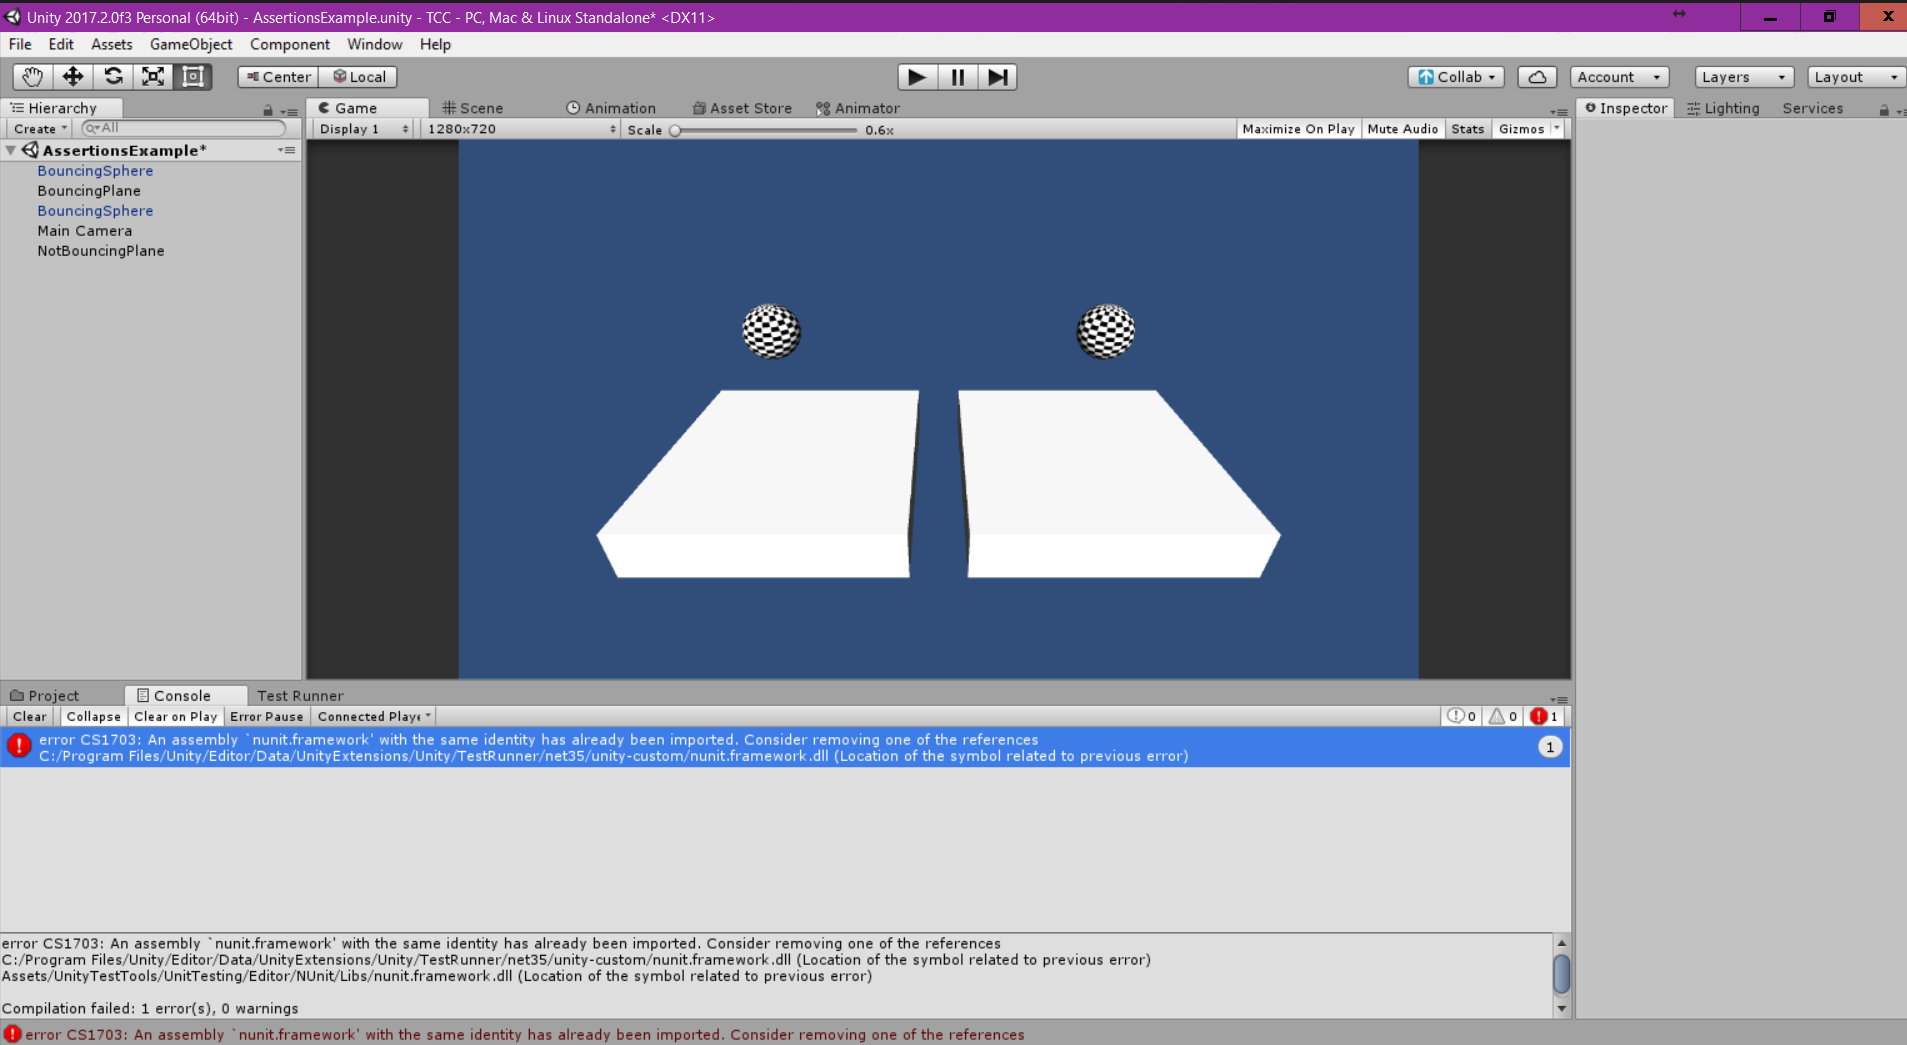 Unity 2017.2.0f3 Personal (64bit) - AssertionsExample.unity - TCC - PC, Mac & Linux Standalone* <DX11>
File Edit Assets GameObject Component Window Help
Center Local Collab Account Layers Layout
Hierarchy Game Scene Animation Asset Store Animator Inspector Lighting Services
Create All Display 1 1280x720 Scale 0.6x Maximize On Play Mute Audio Stats Gizmos
AssertionsExample*
BouncingSphere
BouncingPlane
BouncingSphere
Main Camera
NotBouncingPlane
Project Console Test Runner
Clear Collapse Clear on Play Error Pause Connected Playe 0 0 1
error CS1703: An assembly `nunit.framework' with the same identity has already been imported. Consider removing one of the references
C:/Program Files/Unity/Editor/Data/UnityExtensions/Unity/TestRunner/net35/unity-custom/nunit.framework.dll (Location of the symbol related to previous error)
1
error CS1703: An assembly `nunit.framework' with the same identity has already been imported. Consider removing one of the references
C:/Program Files/Unity/Editor/Data/UnityExtensions/Unity/TestRunner/net35/unity-custom/nunit.framework.dll (Location of the symbol related to previous error)
Assets/UnityTestTools/UnitTesting/Editor/NUnit/Libs/nunit.framework.dll (Location of the symbol related to previous error)
Compilation failed: 1 error(s), 0 warnings
error CS1703: An assembly `nunit.framework' with the same identity has already been imported. Consider removing one of the references